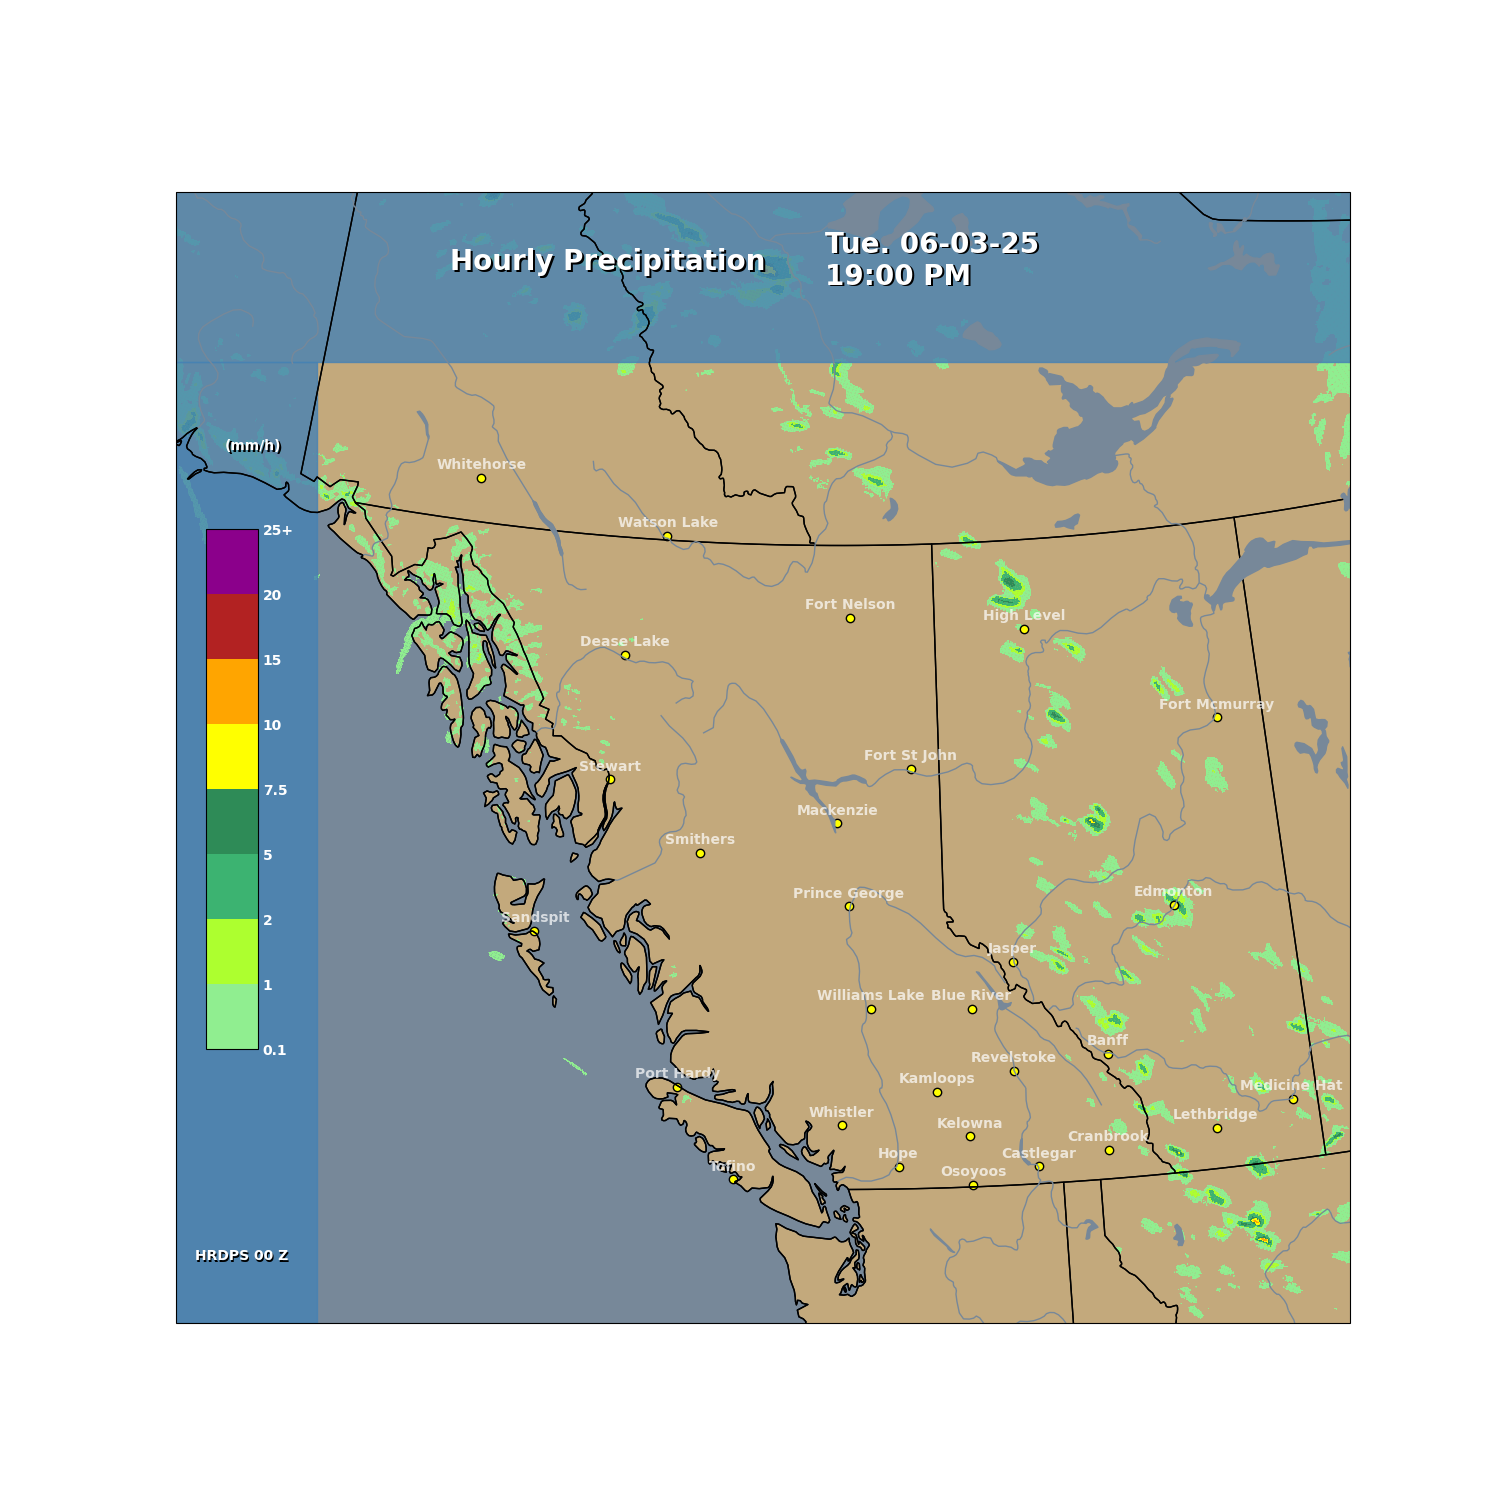 Hourly Precipitation
Tue. 06-03-25
19:00 PM
(mm/h)
25+
20
15
10
7.5
5
2
1
0.1
HRDPS 00 Z
Whitehorse
Watson Lake
Fort Nelson
High Level
Dease Lake
Fort Mcmurray
Fort St John
Stewart
Mackenzie
Smithers
Prince George
Edmonton
Sandspit
Jasper
Williams Lake
Blue River
Banff
Revelstoke
Port Hardy
Kamloops
Medicine Hat
Whistler
Lethbridge
Kelowna
Cranbrook
Hope
Castlegar
Tofino
Osoyoos